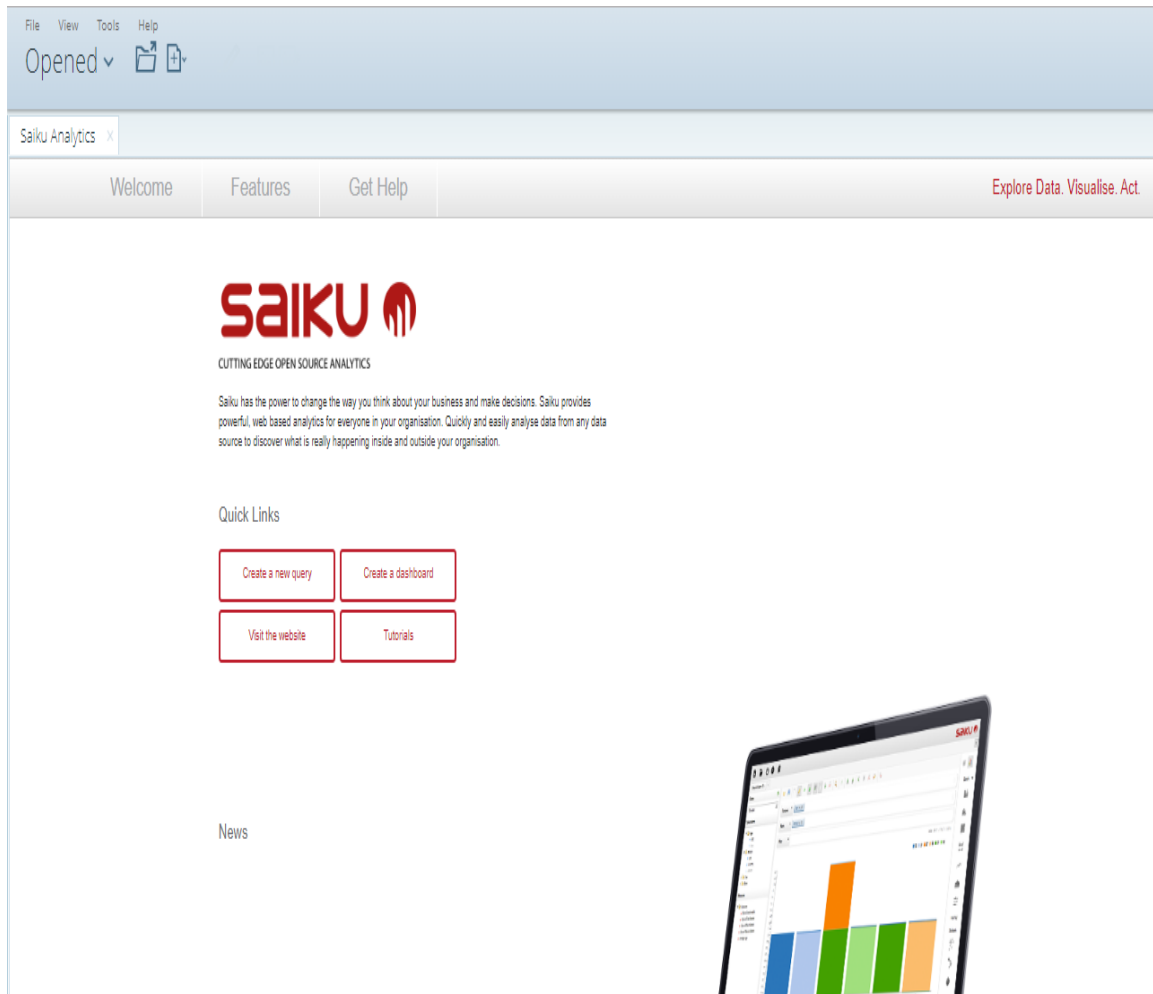 File View Tools Help
Opened
Saiku Analytics ×
Welcome Features Get Help Explore Data. Visualise. Act.
saiku
CUTTING EDGE OPEN SOURCE ANALYTICS
Saiku has the power to change the way you think about your business and make decisions. Saiku provides
powerful, web based analytics for everyone in your organisation. Quickly and easily analyse data from any data
source to discover what is really happening inside and outside your organisation.
Quick Links
Create a new query Create a dashboard
Visit the website Tutorials
saiku
News